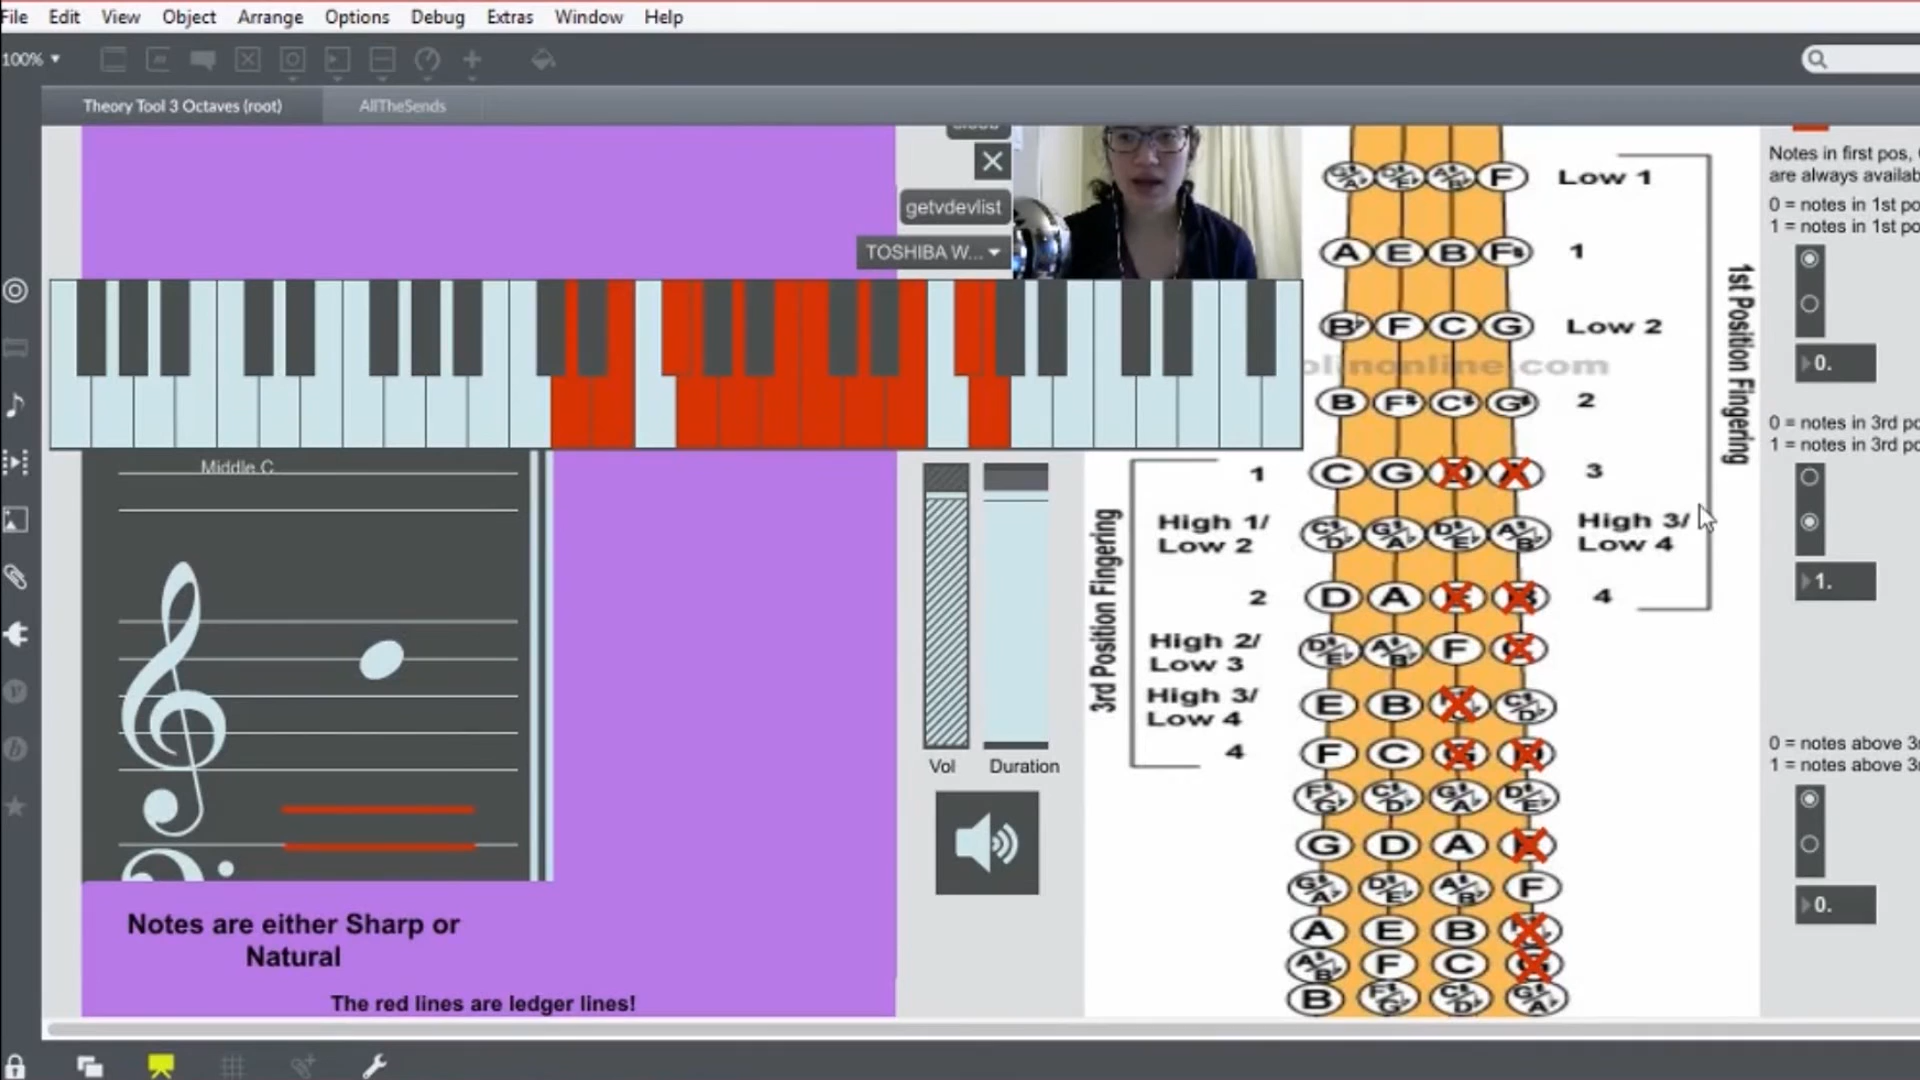 File Edit View Object Arrange Options Debug Extras Window Help
100%
Theory Tool 3 Octaves (root) AllTheSends
getvdevlist
TOSHIBA W...
Middle C
Notes are either Sharp or
Natural
The red lines are ledger lines!
Vol Duration
F Low 1
A E B F# 1
B♭ F C G Low 2
linonline.com
B F# C# G# 2
1st Position Fingering
1 C G 3
High 1/
Low 2
High 3/
Low 4
2 D A 4
High 2/
Low 3
F
High 3/
Low 4
E B
4 F C
3rd Position Fingering
G D A
F
A E B
F C
B
Notes in first pos,
are always availab
0 = notes in 1st po
1 = notes in 1st po
0.
0 = notes in 3rd po
1 = notes in 3rd po
1.
0 = notes above 3r
1 = notes above 3r
0.